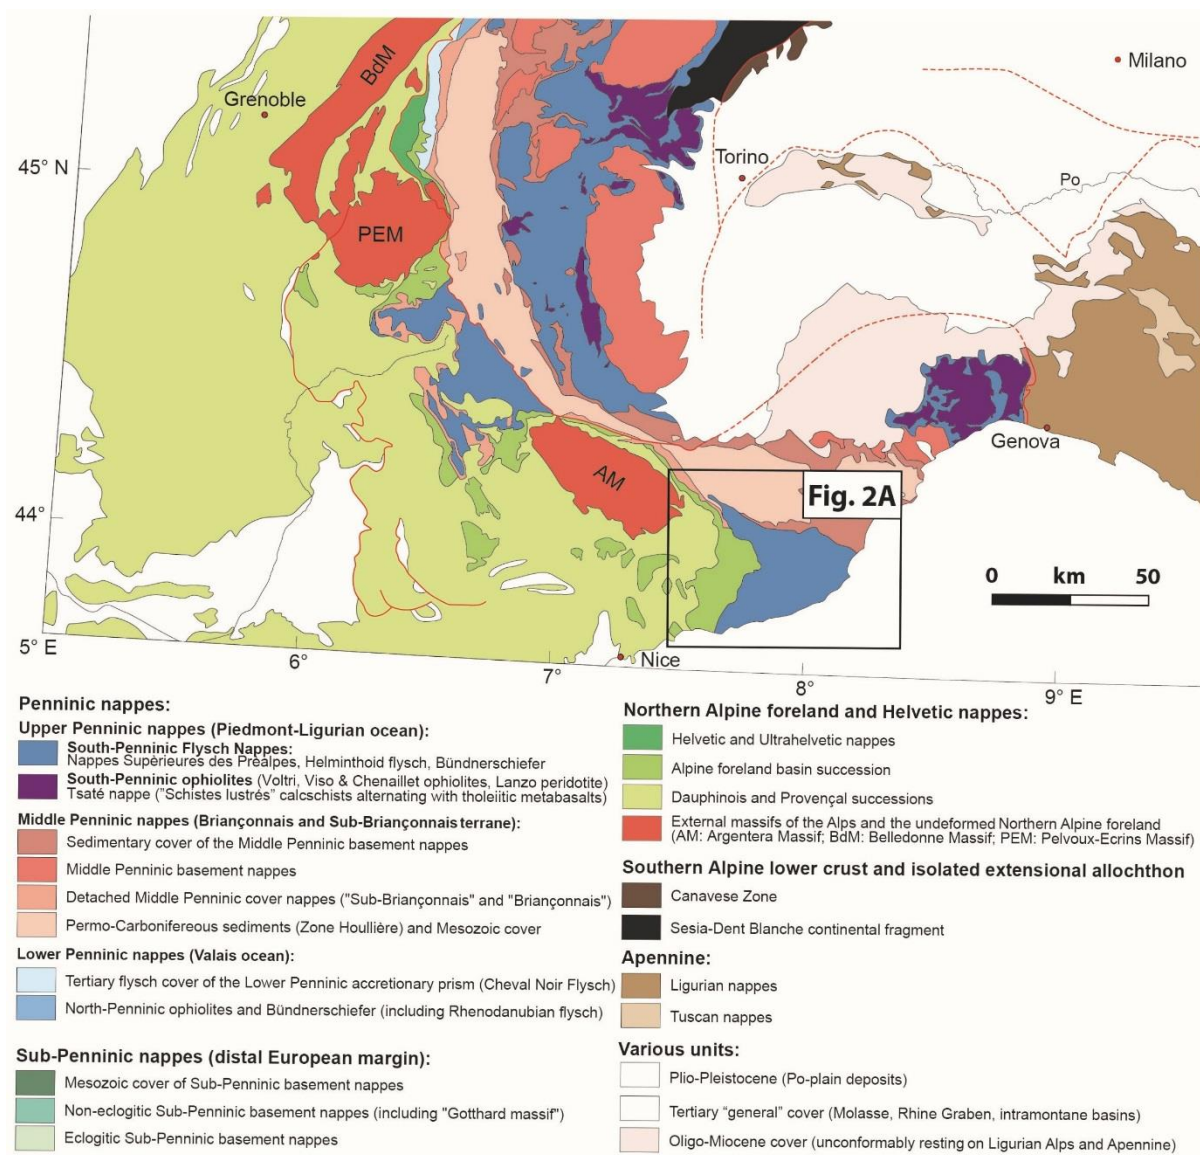 BdM
Milano
Grenoble
45° N
Torino
Po
PEM
Genova
AM
Fig. 2A
44°
0 km 50
5° E
6°
7°
Nice
8°
9° E
Penninic nappes:
Upper Penninic nappes (Piedmont-Ligurian ocean):
South-Penninic Flysch Nappes:
Nappes Supèrieures des Préalpes, Helminthoid flysch, Bündnerschiefer
South-Penninic ophiolites (Voltri, Viso & Chenaillet ophiolites, Lanzo peridotite)
Tsaté nappe ("Schistes lustrés" calcschists alternating with tholeiitic metabasalts)
Middle Penninic nappes (Briançonnais and Sub-Briançonnais terrane):
Sedimentary cover of the Middle Penninic basement nappes
Middle Penninic basement nappes
Detached Middle Penninic cover nappes ("Sub-Briançonnais" and "Briançonnais")
Permo-Carbonifereous sediments (Zone Houllière) and Mesozoic cover
Lower Penninic nappes (Valais ocean):
Tertiary flysch cover of the Lower Penninic accretionary prism (Cheval Noir Flysch)
North-Penninic ophiolites and Bündnerschiefer (including Rhenodanubian flysch)
Sub-Penninic nappes (distal European margin):
Mesozoic cover of Sub-Penninic basement nappes
Non-eclogitic Sub-Penninic basement nappes (including "Gotthard massif")
Eclogitic Sub-Penninic basement nappes
Northern Alpine foreland and Helvetic nappes:
Helvetic and Ultrahelvetic nappes
Alpine foreland basin succession
Dauphinois and Provençal successions
External massifs of the Alps and the undeformed Northern Alpine foreland
(AM: Argentera Massif; BdM: Belledonne Massif; PEM: Pelvoux-Ecrins Massif)
Southern Alpine lower crust and isolated extensional allochthon
Canavese Zone
Sesia-Dent Blanche continental fragment
Apennine:
Ligurian nappes
Tuscan nappes
Various units:
Plio-Pleistocene (Po-plain deposits)
Tertiary "general" cover (Molasse, Rhine Graben, intramontane basins)
Oligo-Miocene cover (unconformably resting on Ligurian Alps and Apennine)